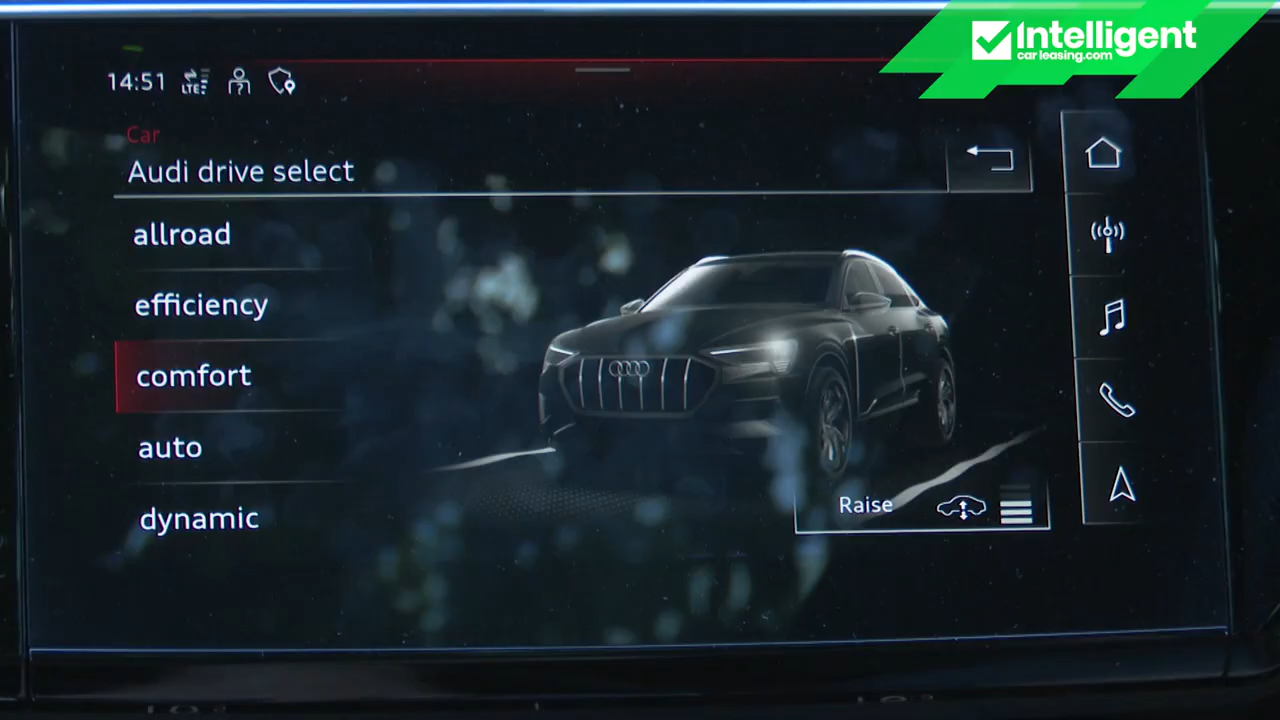 Intelligent
car leasing.com
14:51
LTE
?
Car
Audi drive select
allroad
efficiency
comfort
auto
dynamic
Raise